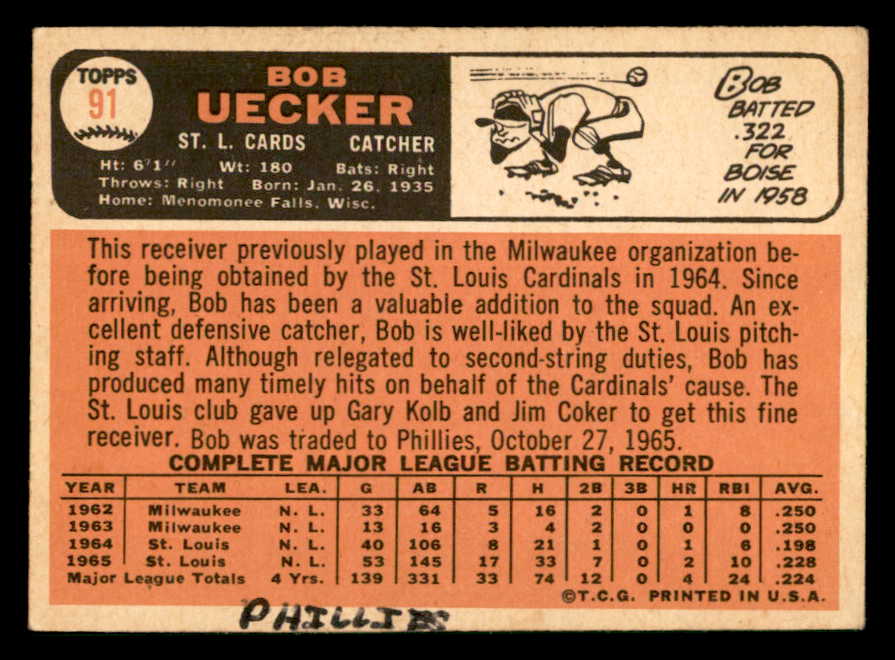 TOPPS
91
BOB
UECKER
ST. L. CARDS CATCHER
Ht: 6'1" Wt: 180 Bats: Right
Throws: Right Born: Jan. 26, 1935
Home: Menomonee Falls, Wisc.
BOB
BATTED
.322
FOR
BOISE
IN 1958
This receiver previously played in the Milwaukee organization be-
fore being obtained by the St. Louis Cardinals in 1964. Since
arriving, Bob has been a valuable addition to the squad. An ex-
cellent defensive catcher, Bob is well-liked by the St. Louis pitch-
ing staff. Although relegated to second-string duties, Bob has
produced many timely hits on behalf of the Cardinals' cause. The
St. Louis club gave up Gary Kolb and Jim Coker to get this fine
receiver. Bob was traded to Phillies, October 27, 1965.
COMPLETE MAJOR LEAGUE BATTING RECORD
YEAR TEAM LEA. G AB R H 2B 3B HR RBI AVG.
1962 Milwaukee N. L. 33 64 5 16 2 0 1 8 .250
1963 Milwaukee N. L. 13 16 3 4 2 0 0 0 .250
1964 St. Louis N. L. 40 106 8 21 1 0 1 6 .198
1965 St. Louis N. L. 53 145 17 33 7 0 2 10 .228
Major League Totals 4 Yrs. 139 331 33 74 12 0 4 24 .224
©T.C.G. PRINTED IN U.S.A.
PHILLIES